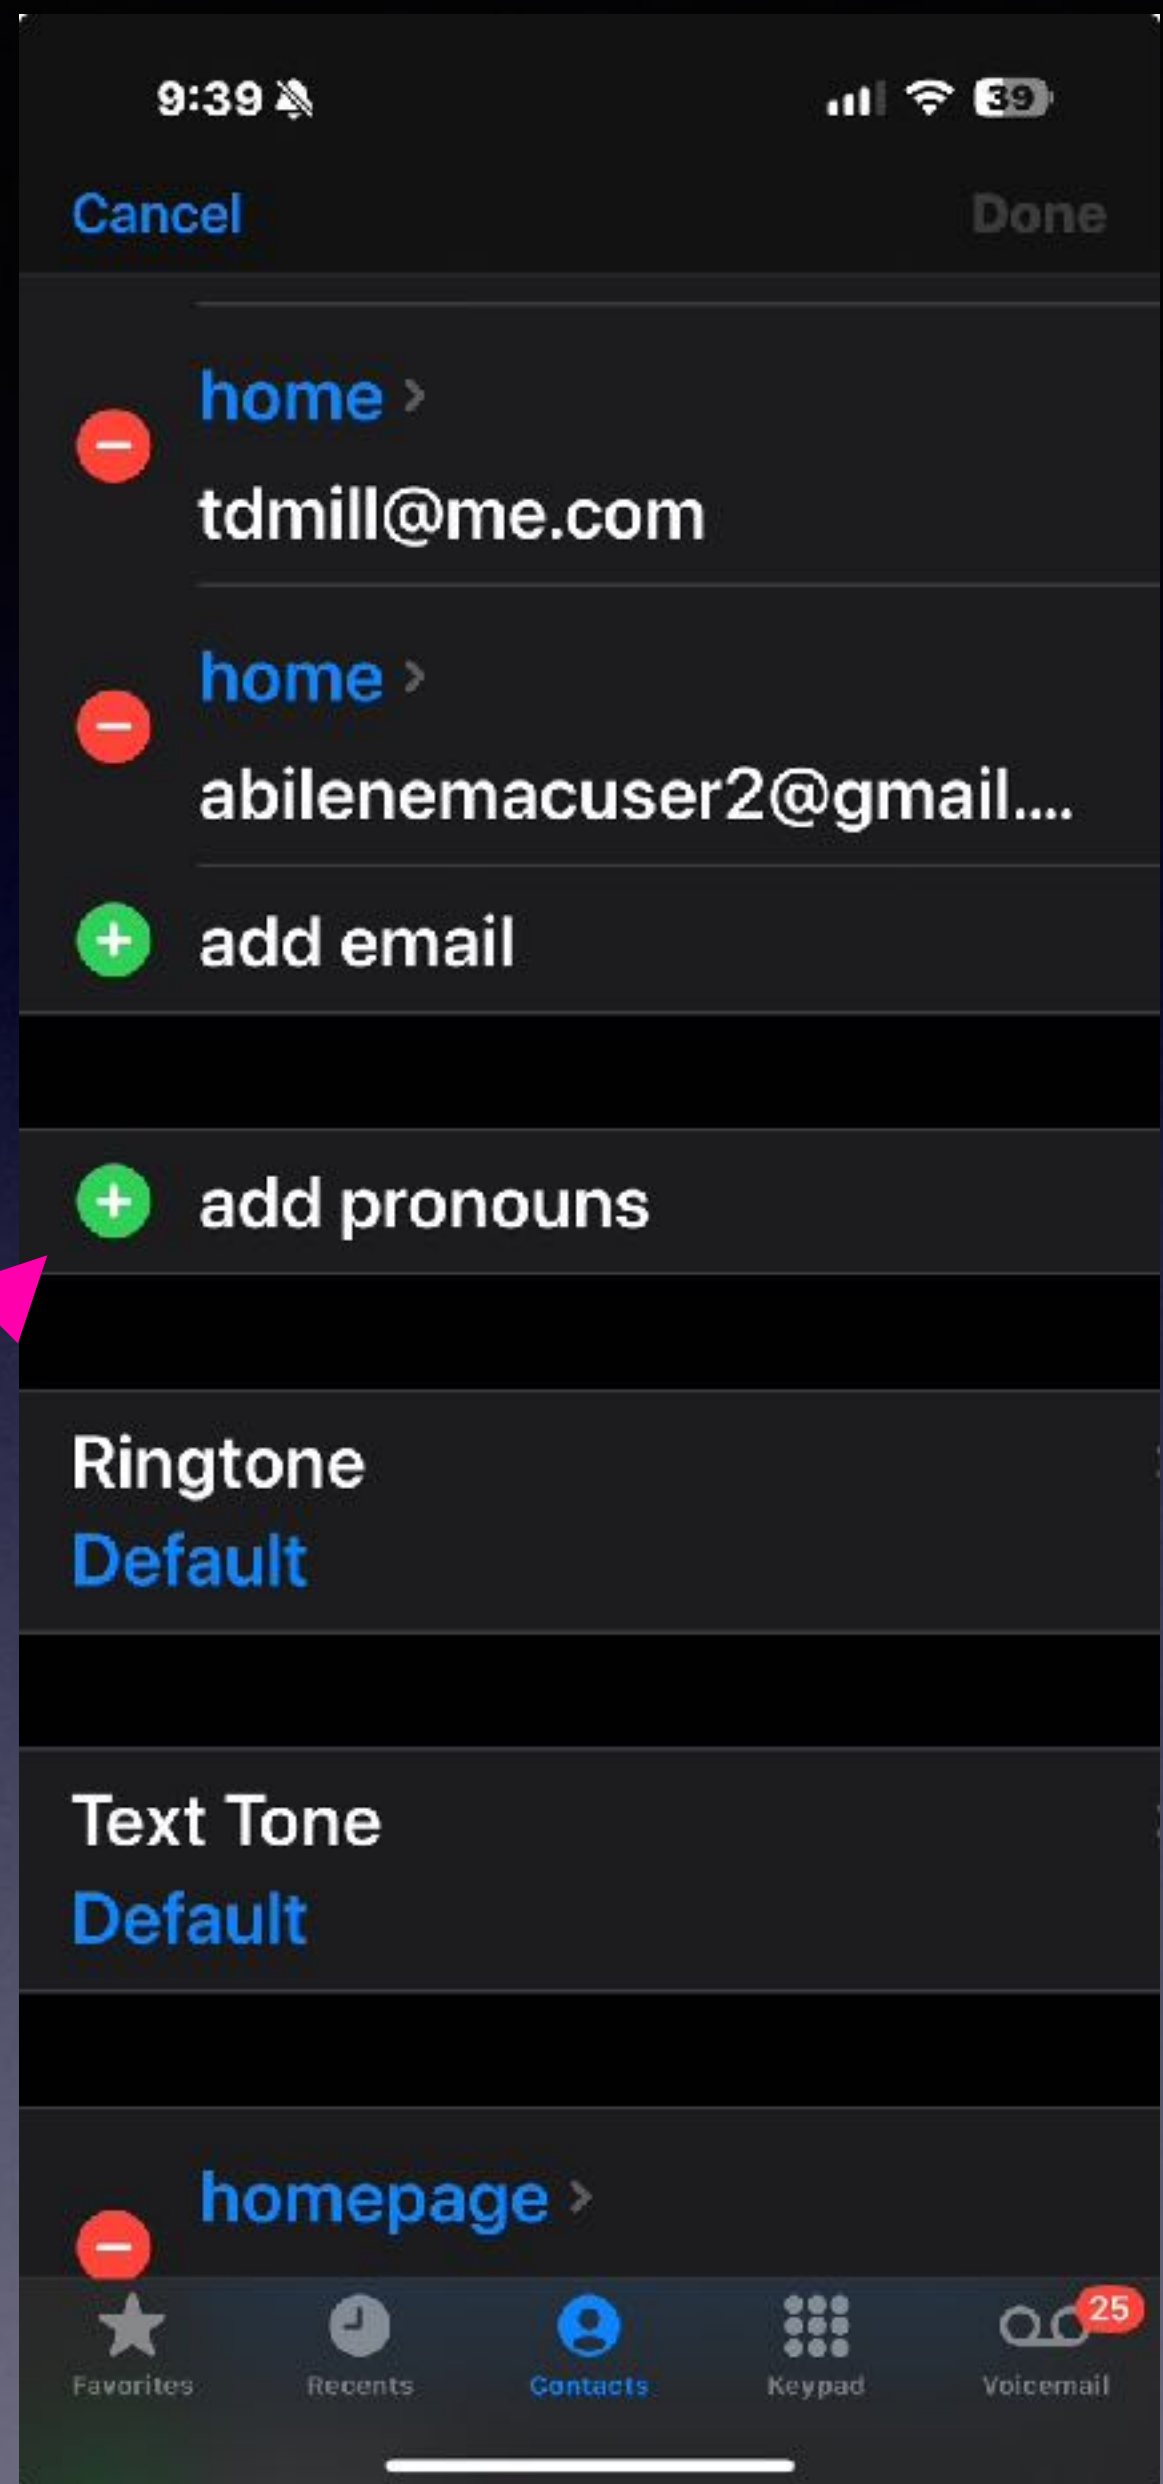 9:39
39
Cancel Done
home
tdmill@me.com
home
abilenemacuser2@gmail....
add email
add pronouns
Ringtone
Default
Text Tone
Default
homepage
25
Favorites Recents Contacts Keypad Voicemail